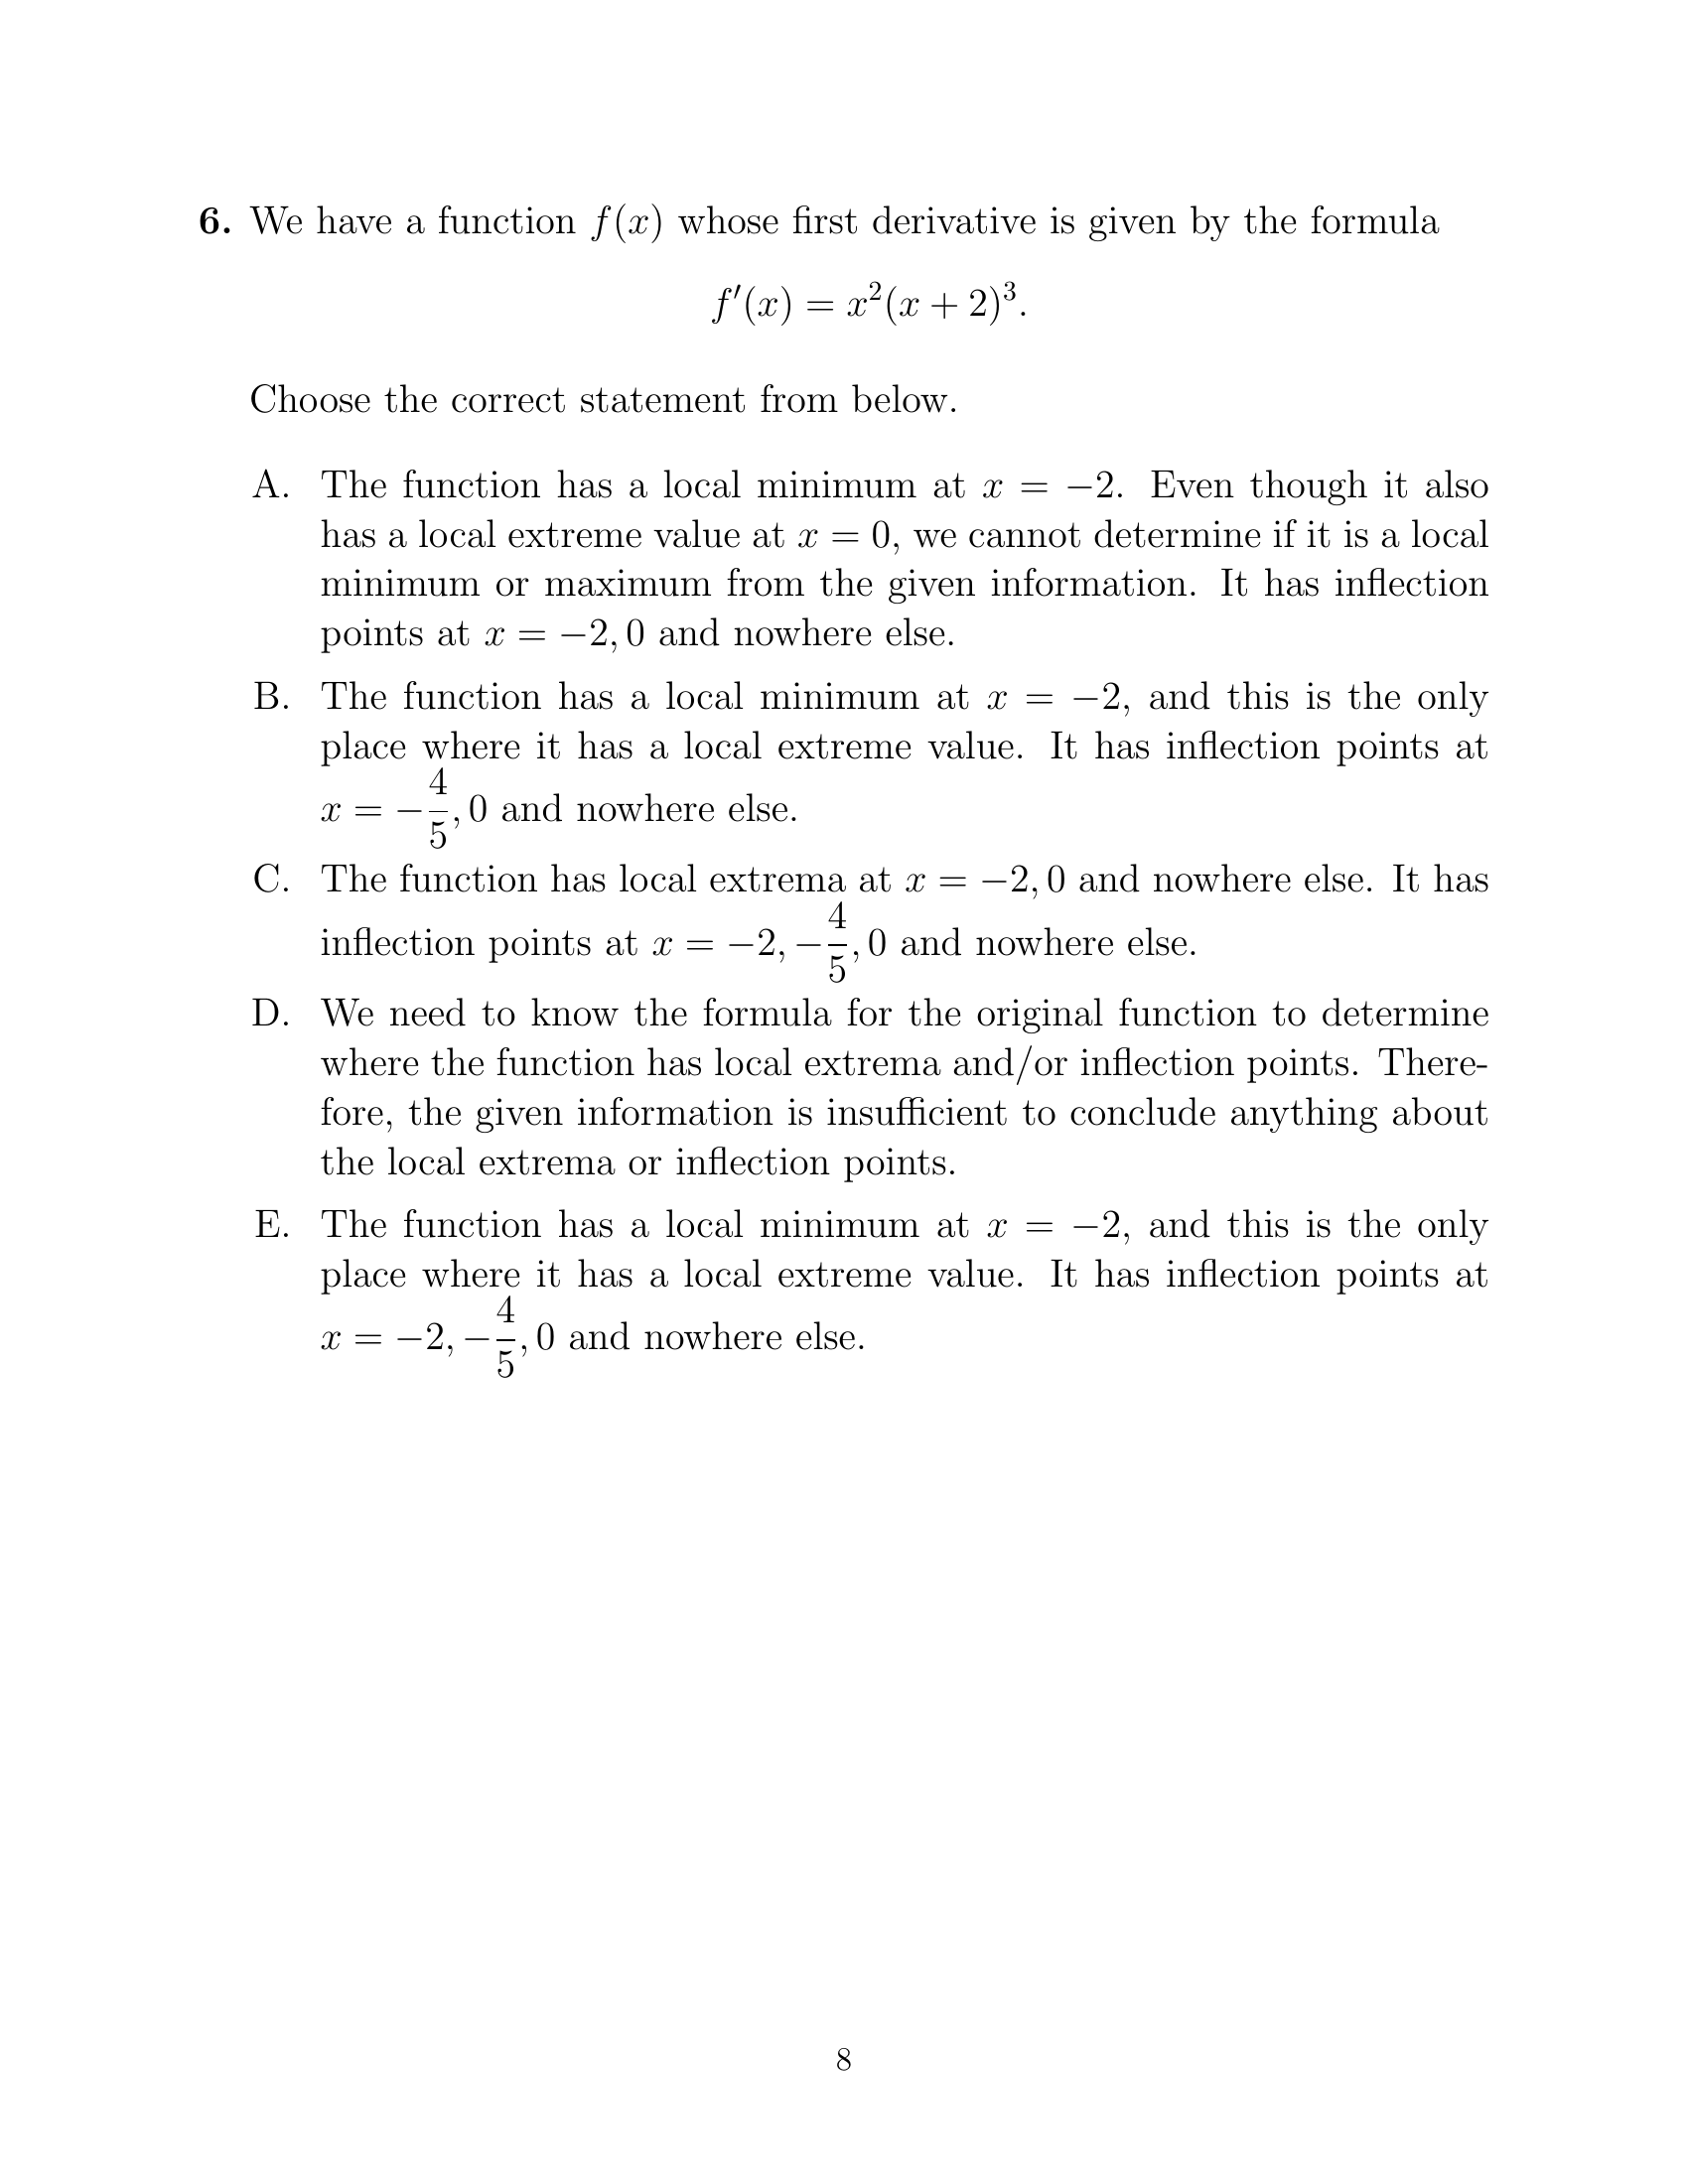 6. We have a function f(x) whose first derivative is given by the formula
f′(x) = x²(x + 2)³.
Choose the correct statement from below.
A. The function has a local minimum at x = −2. Even though it also
has a local extreme value at x = 0, we cannot determine if it is a local
minimum or maximum from the given information. It has inflection
points at x = −2, 0 and nowhere else.
B. The function has a local minimum at x = −2, and this is the only
place where it has a local extreme value. It has inflection points at
x = −4/5, 0 and nowhere else.
C. The function has local extrema at x = −2, 0 and nowhere else. It has
inflection points at x = −2, −4/5, 0 and nowhere else.
D. We need to know the formula for the original function to determine
where the function has local extrema and/or inflection points. There-
fore, the given information is insufficient to conclude anything about
the local extrema or inflection points.
E. The function has a local minimum at x = −2, and this is the only
place where it has a local extreme value. It has inflection points at
x = −2, −4/5, 0 and nowhere else.
8